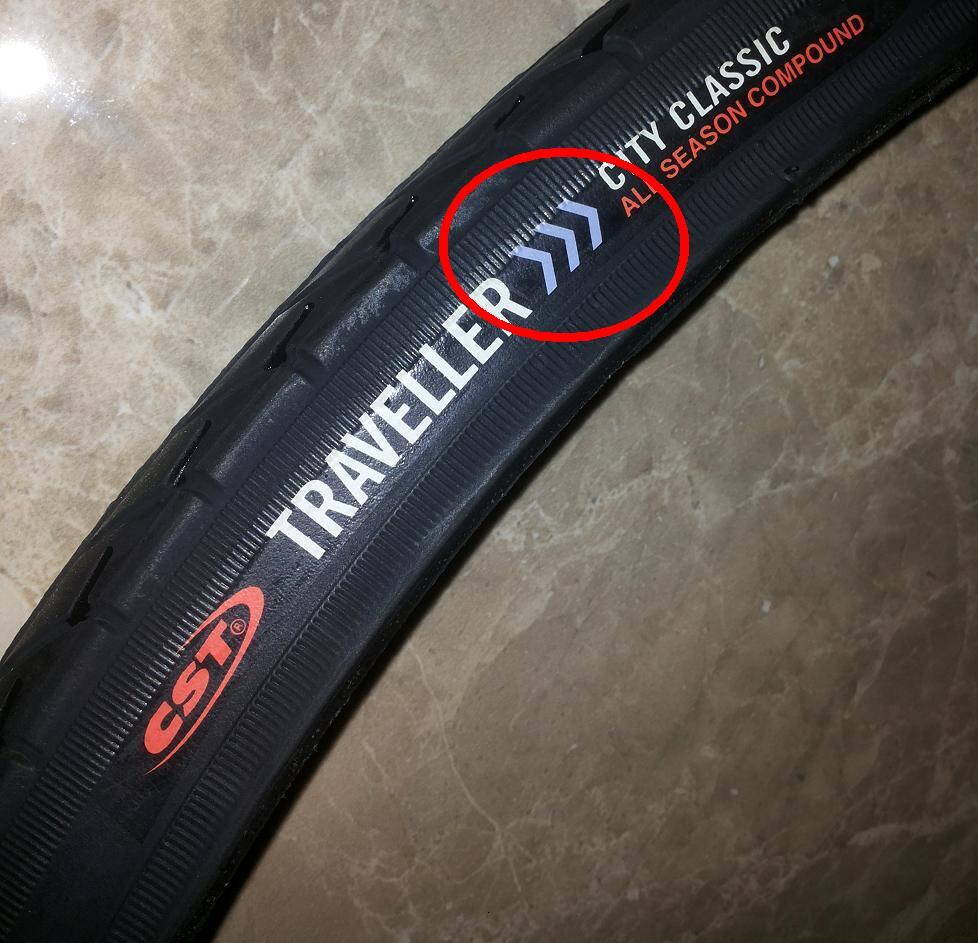 CST®
TRAVELLER >>> CITY CLASSIC
ALL SEASON COMPOUND